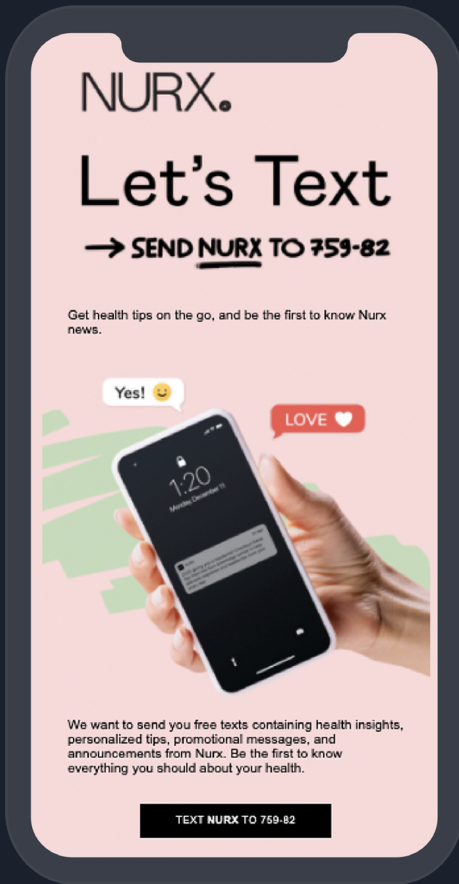 NURX.
Let's Text
→ SEND NURX TO 759-82
Get health tips on the go, and be the first to know Nurx
news.
Yes! 🙂
LOVE
1:20
Monday December 11
We want to send you free texts containing health insights,
personalized tips, promotional messages, and
announcements from Nurx. Be the first to know
everything you should about your health.
TEXT NURX TO 759-82